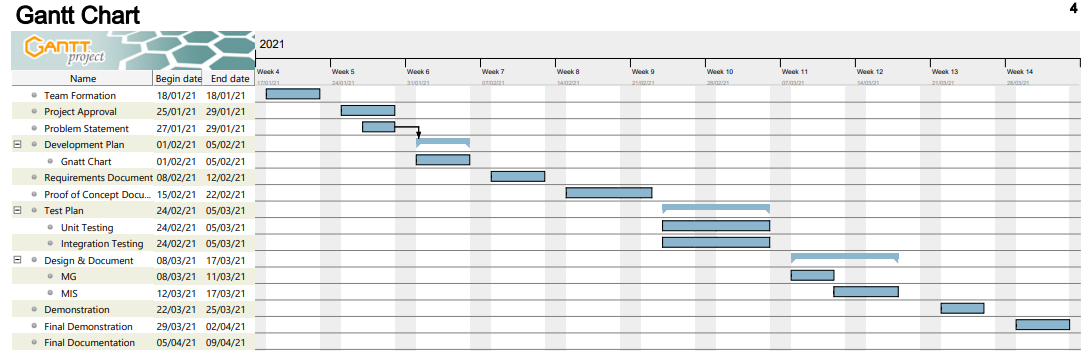 Gantt Chart
4
GANTT
project
2021
Name Begin date End date
Week 4 Week 5 Week 6 Week 7 Week 8 Week 9 Week 10 Week 11 Week 12 Week 13 Week 14
17/01/21 24/01/21 31/01/21 07/02/21 14/02/21 21/02/21 28/02/21 07/03/21 14/03/21 21/03/21 28/03/21
Team Formation 18/01/21 18/01/21
Project Approval 25/01/21 29/01/21
Problem Statement 27/01/21 29/01/21
Development Plan 01/02/21 05/02/21
Gnatt Chart 01/02/21 05/02/21
Requirements Document 08/02/21 12/02/21
Proof of Concept Docu... 15/02/21 22/02/21
Test Plan 24/02/21 05/03/21
Unit Testing 24/02/21 05/03/21
Integration Testing 24/02/21 05/03/21
Design & Document 08/03/21 17/03/21
MG 08/03/21 11/03/21
MIS 12/03/21 17/03/21
Demonstration 22/03/21 25/03/21
Final Demonstration 29/03/21 02/04/21
Final Documentation 05/04/21 09/04/21